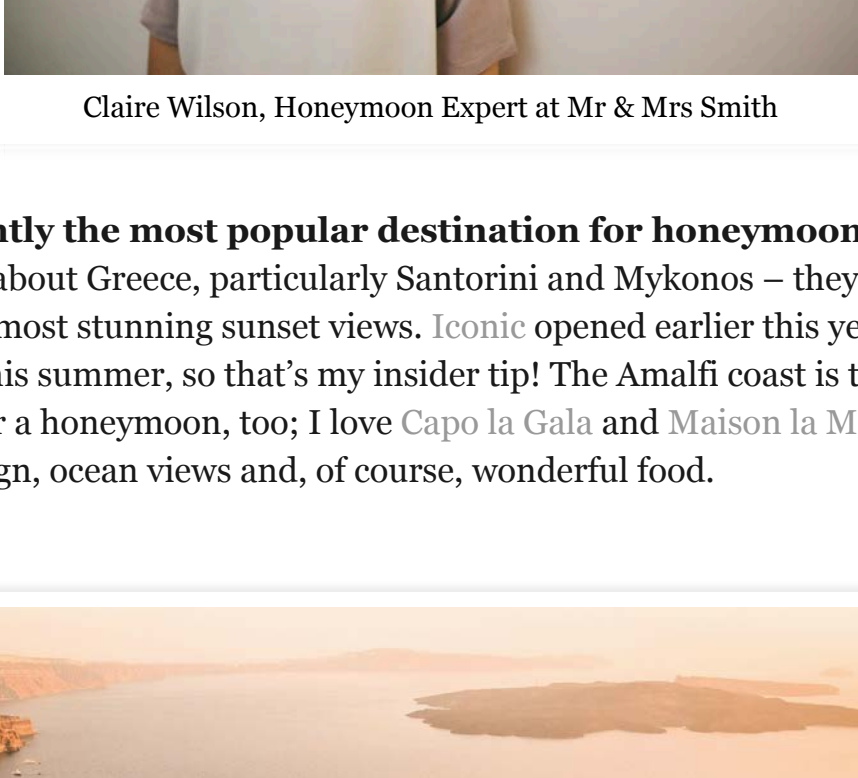 Claire Wilson, Honeymoon Expert at Mr & Mrs Smith
ntly the most popular destination for honeymoon
about Greece, particularly Santorini and Mykonos – they
most stunning sunset views. Iconic opened earlier this ye
his summer, so that’s my insider tip! The Amalfi coast is t
r a honeymoon, too; I love Capo la Gala and Maison la M
gn, ocean views and, of course, wonderful food.